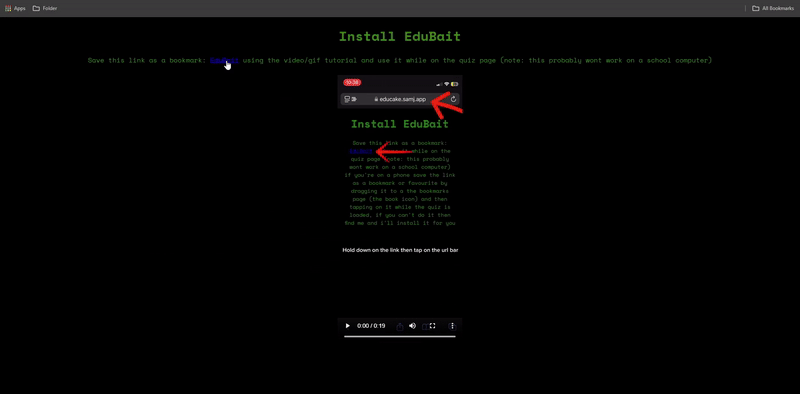 Apps
Folder
All Bookmarks
Install EduBait
Save this link as a bookmark: using the video/gif tutorial and use it while on the quiz page (note: this probably wont work on a school computer)
educake.samj.app
Install EduBait
Save this link as a bookmark:
while on the
quiz page (note: this probably
wont work on a school computer)
if you're on a phone save the link
as a bookmark or favourite by
dragging it to a the bookmarks
page (the book icon) and then
tapping on it while the quiz is
loaded, if you can't do it then
find me and i'll install it for you
Hold down on the link then tap on the url bar
0:00 / 0:19